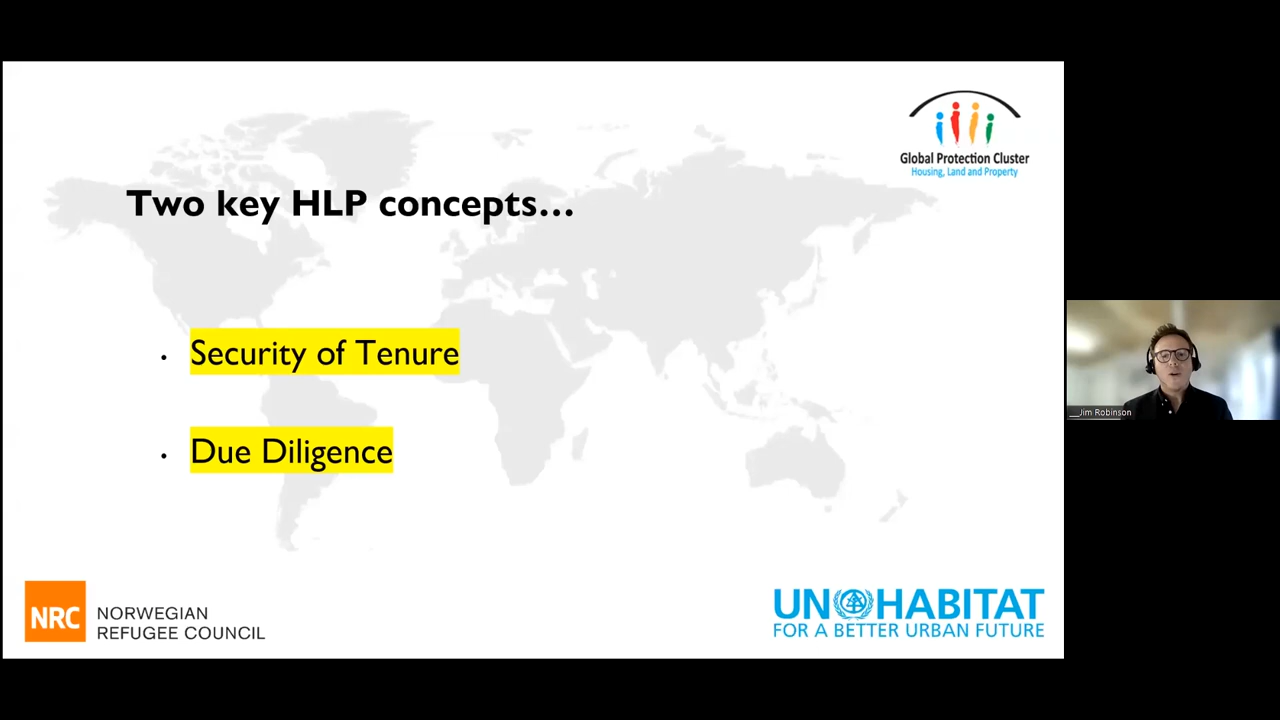 Global Protection Cluster
Housing, Land and Property
Two key HLP concepts...
• Security of Tenure
• Due Diligence
__Jim Robinson
NRC
NORWEGIAN
REFUGEE COUNCIL
UN HABITAT
FOR A BETTER URBAN FUTURE